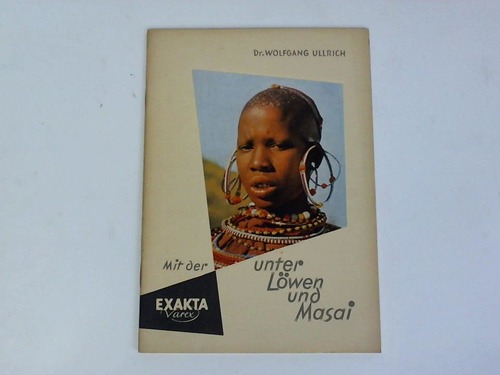 Dr. WOLFGANG ULLRICH
Mit der
EXAKTA
Varex
unter
Löwen
und
Masai